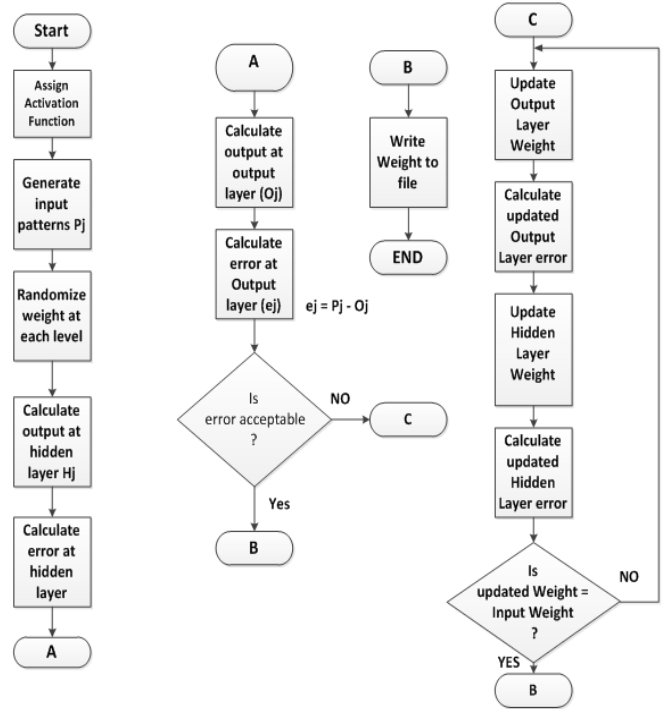 Start
Assign
Activation
Function
Generate
input
patterns Pj
Randomize
weight at
each level
Calculate
output at
hidden
layer Hj
Calculate
error at
hidden
layer
A
A
Calculate
output at
output
layer (Oj)
Calculate
error at
Output
layer (ej)
ej = Pj - Oj
Is
error acceptable
?
NO
C
Yes
B
B
Write
Weight to
file
END
C
Update
Output
Layer
Weight
Calculate
updated
Output
Layer error
Update
Hidden
Layer
Weight
Calculate
updated
Hidden
Layer error
Is
updated Weight =
Input Weight
?
NO
YES
B